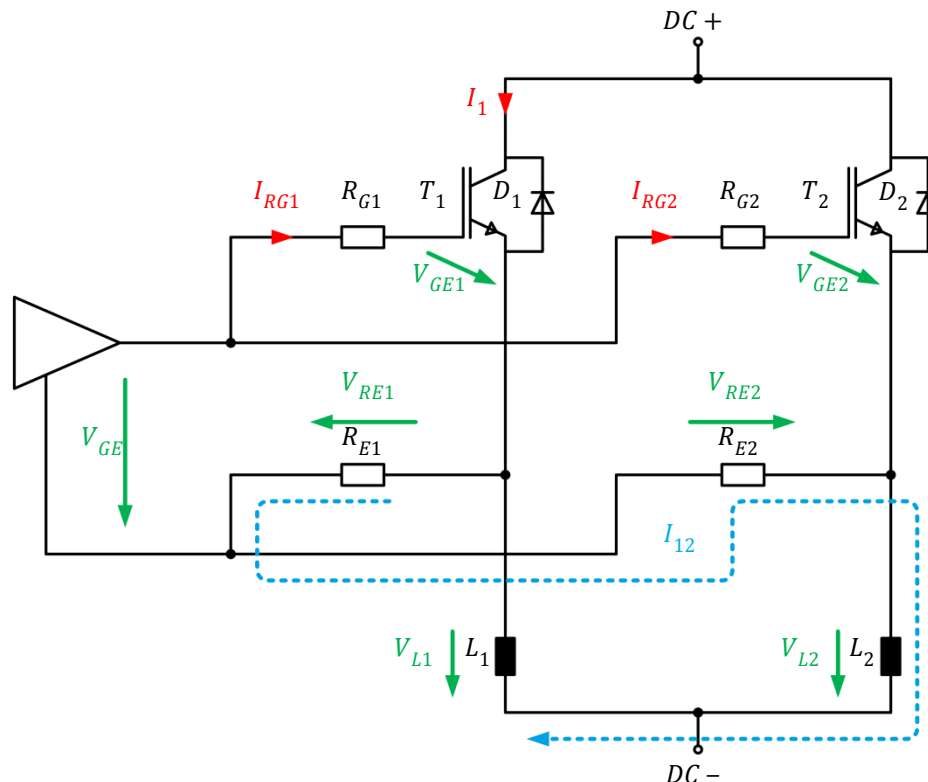 DC +
I1
IRG1
RG1
T1
D1
IRG2
RG2
T2
D2
VGE1
VGE2
VRE1
VRE2
VGE
RE1
RE2
I12
VL1
L1
VL2
L2
DC −